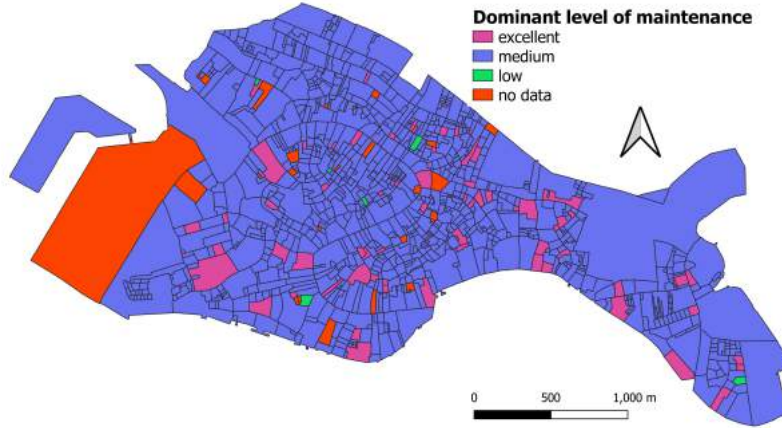 Dominant level of maintenance
excellent
medium
low
no data
0 500 1,000 m